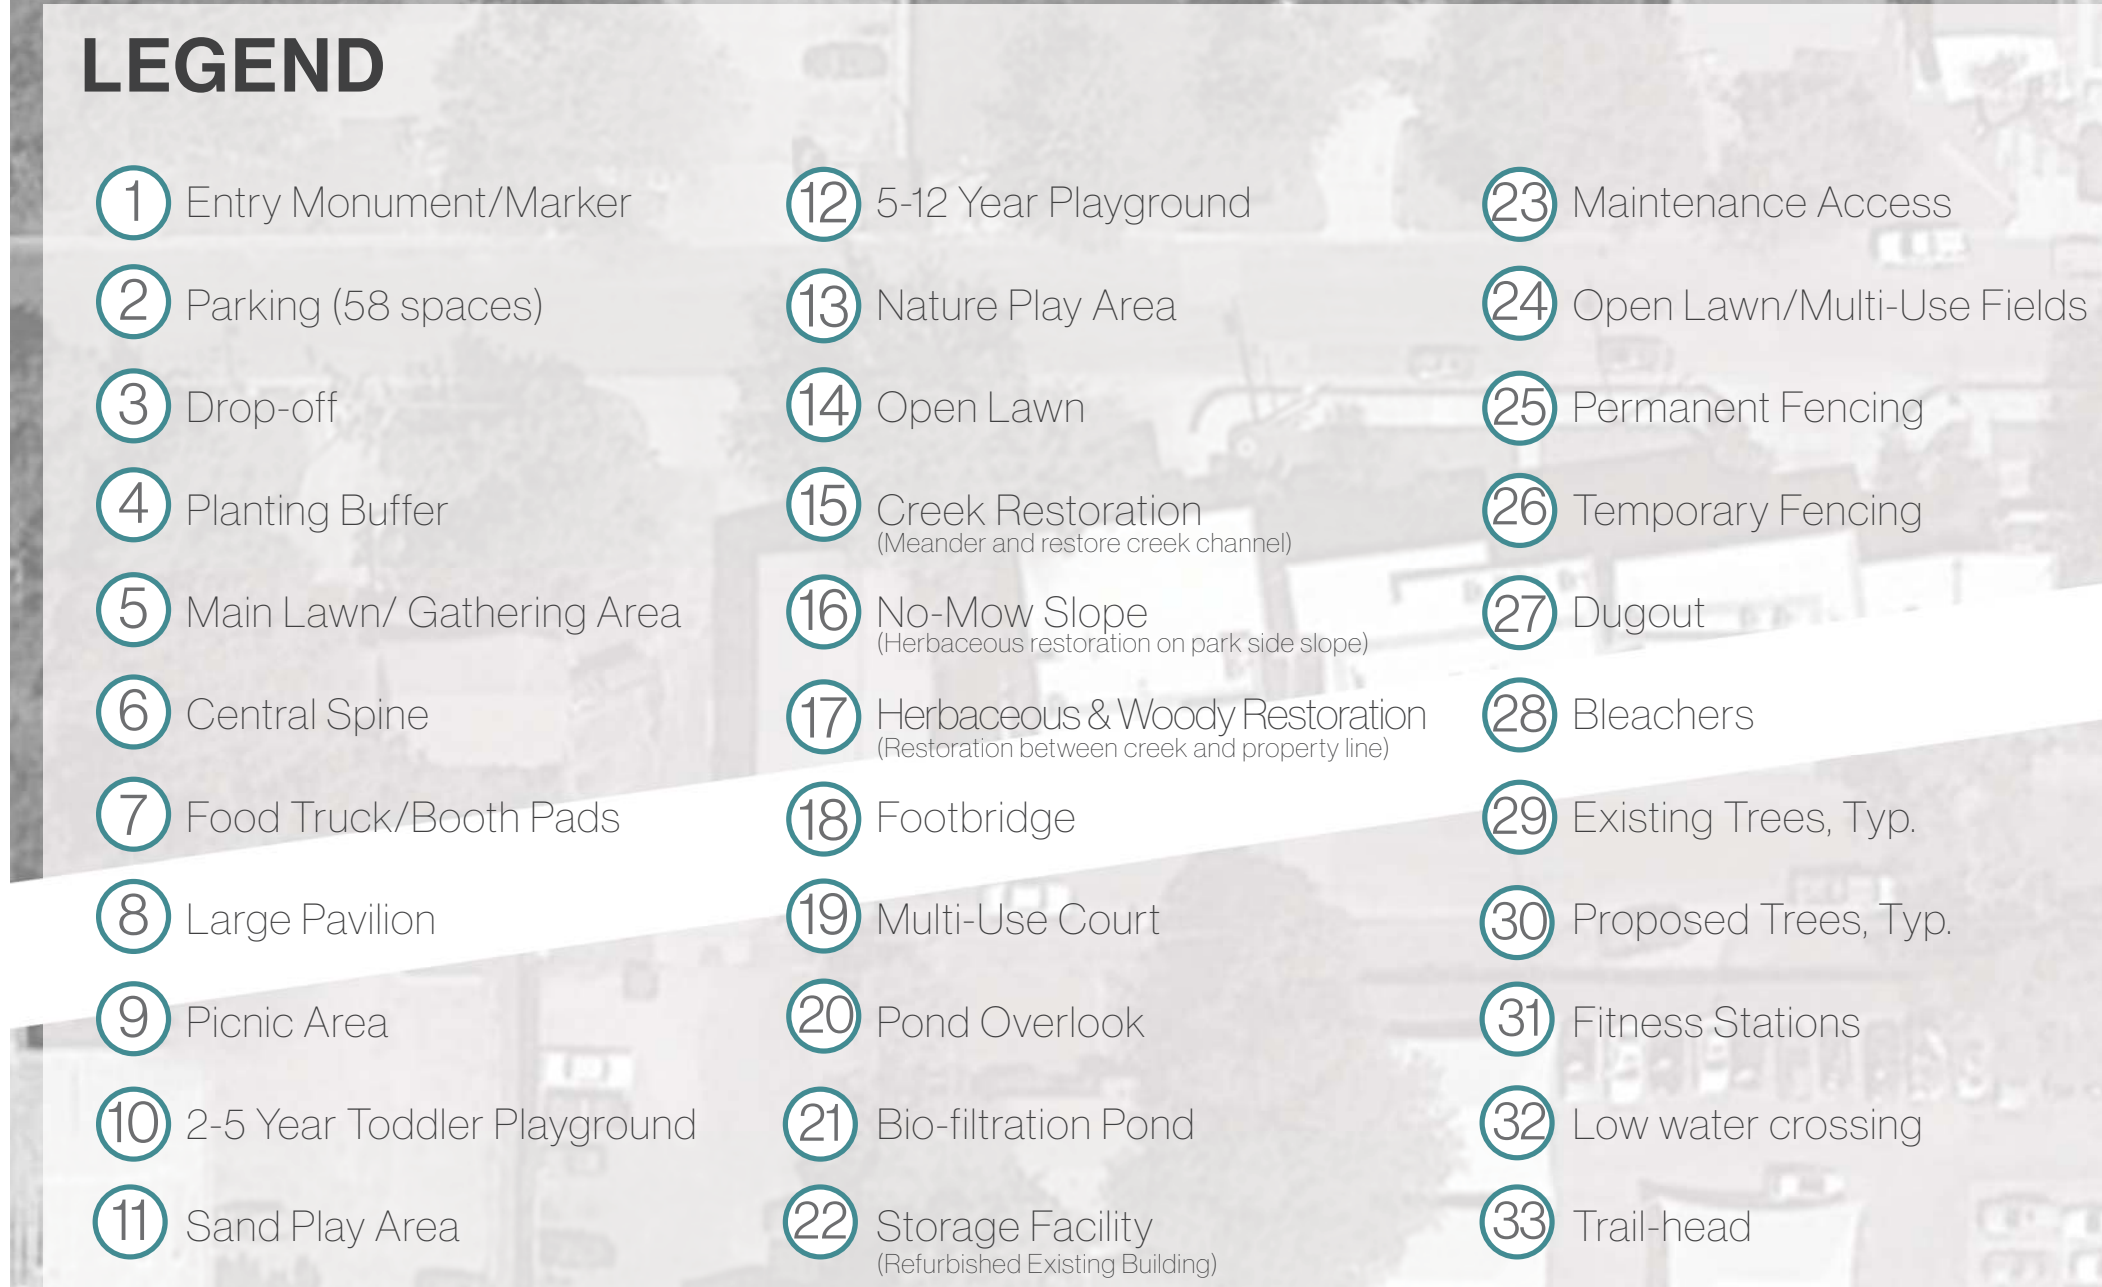 LEGEND
1 Entry Monument/Marker
2 Parking (58 spaces)
3 Drop-off
4 Planting Buffer
5 Main Lawn/ Gathering Area
6 Central Spine
7 Food Truck/Booth Pads
8 Large Pavilion
9 Picnic Area
10 2-5 Year Toddler Playground
11 Sand Play Area
12 5-12 Year Playground
13 Nature Play Area
14 Open Lawn
15 Creek Restoration
(Meander and restore creek channel)
16 No-Mow Slope
(Herbaceous restoration on park side slope)
17 Herbaceous & Woody Restoration
(Restoration between creek and property line)
18 Footbridge
19 Multi-Use Court
20 Pond Overlook
21 Bio-filtration Pond
22 Storage Facility
(Refurbished Existing Building)
23 Maintenance Access
24 Open Lawn/Multi-Use Fields
25 Permanent Fencing
26 Temporary Fencing
27 Dugout
28 Bleachers
29 Existing Trees, Typ.
30 Proposed Trees, Typ.
31 Fitness Stations
32 Low water crossing
33 Trail-head